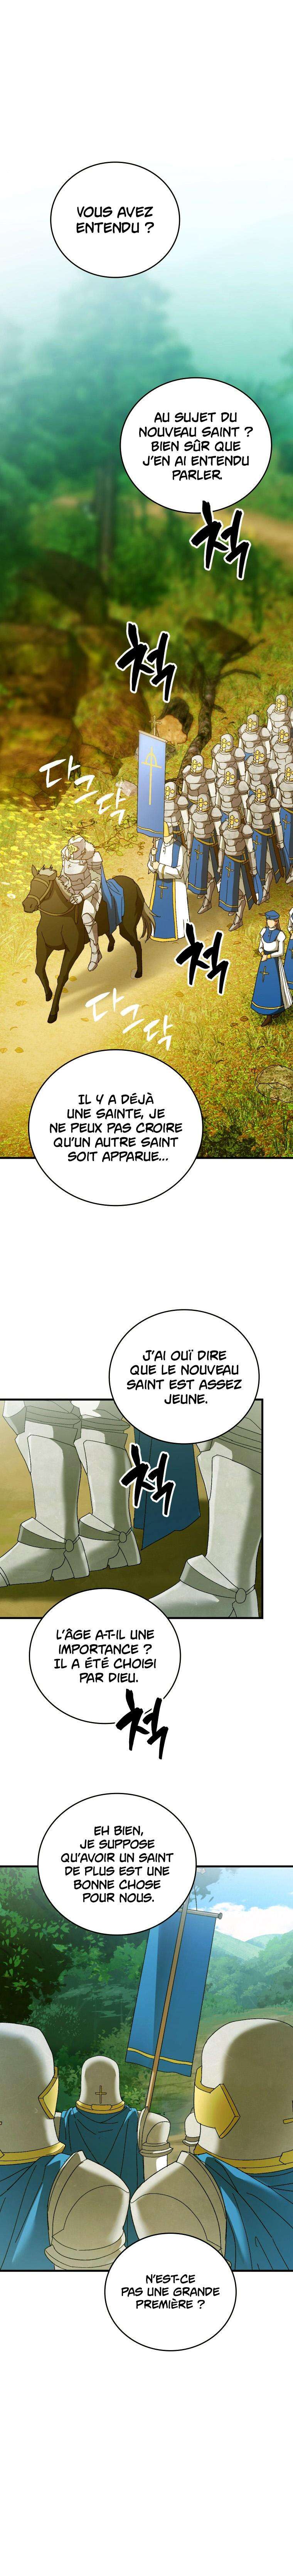 VOUS AVEZ
ENTENDU ?
AU SUJET DU
NOUVEAU SAINT ?
BIEN SÛR QUE
J'EN AI ENTENDU
PARLER.
척
척
다그닥
척
다그닥
IL Y A DÉJÀ
UNE SAINTE, JE
NE PEUX PAS CROIRE
QU'UN AUTRE SAINT
SOIT APPARUE...
J'AI OUÏ DIRE
QUE LE NOUVEAU
SAINT EST ASSEZ
JEUNE.
척
L'ÂGE A-T-IL UNE
IMPORTANCE ?
IL A ÉTÉ CHOISI
PAR DIEU.
척
EH BIEN,
JE SUPPOSE
QU'AVOIR UN SAINT
DE PLUS EST UNE
BONNE CHOSE
POUR NOUS.
N'EST-CE
PAS UNE GRANDE
PREMIÈRE ?